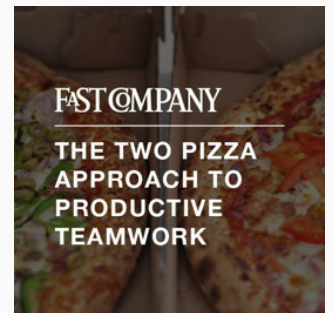 FAST COMPANY
THE TWO PIZZA
APPROACH TO
PRODUCTIVE
TEAMWORK